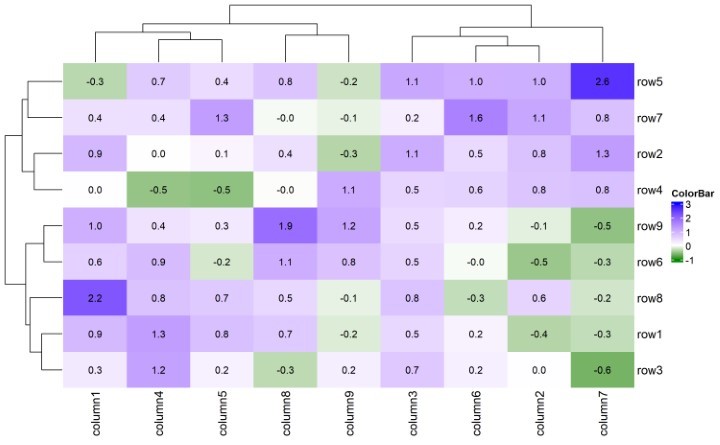 -0.3 0.7 0.4 0.8 -0.2 1.1 1.0 1.0 2.6 row5
0.4 0.4 1.3 -0.0 -0.1 0.2 1.6 1.1 0.8 row7
0.9 0.0 0.1 0.4 -0.3 1.1 0.5 0.8 1.3 row2
0.0 -0.5 -0.5 -0.0 1.1 0.5 0.6 0.8 0.8 row4
1.0 0.4 0.3 1.9 1.2 0.5 0.2 -0.1 -0.5 row9
0.6 0.9 -0.2 1.1 0.8 0.5 -0.0 -0.5 -0.3 row6
2.2 0.8 0.7 0.5 -0.1 0.8 -0.3 0.6 -0.2 row8
0.9 1.3 0.8 0.7 -0.2 0.5 0.2 -0.4 -0.3 row1
0.3 1.2 0.2 -0.3 0.2 0.7 0.2 0.0 -0.6 row3
column1 column4 column5 column8 column9 column3 column6 column2 column7
ColorBar
3
2
1
0
-1